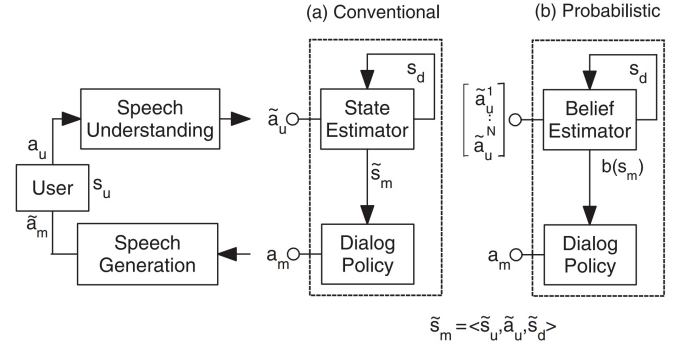 (a) Conventional
(b) Probabilistic
Speech
Understanding
a_u
User
s_u
ã_m
Speech
Generation
ã_u
s_d
State
Estimator
s̃_m
a_m
Dialog
Policy
ã_u^1
⋮
ã_u^N
s_d
Belief
Estimator
b(s_m)
a_m
Dialog
Policy
s̃_m = <s̃_u, ã_u, s̃_d>